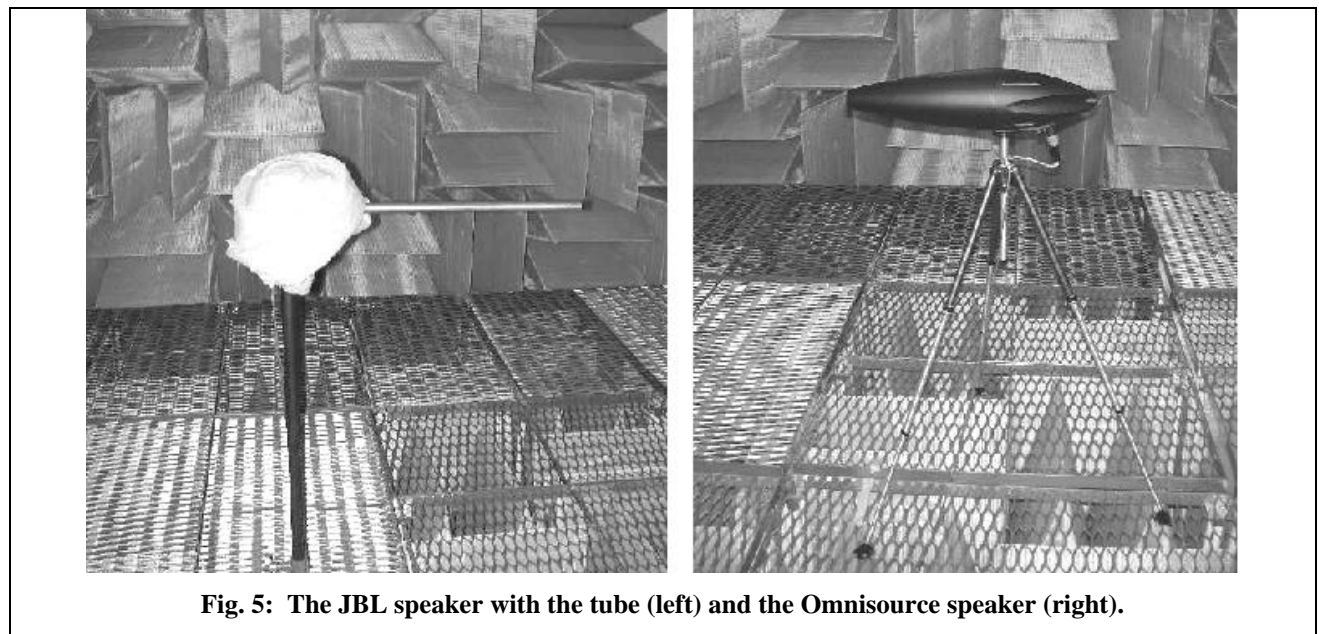 Fig. 5: The JBL speaker with the tube (left) and the Omnisource speaker (right).